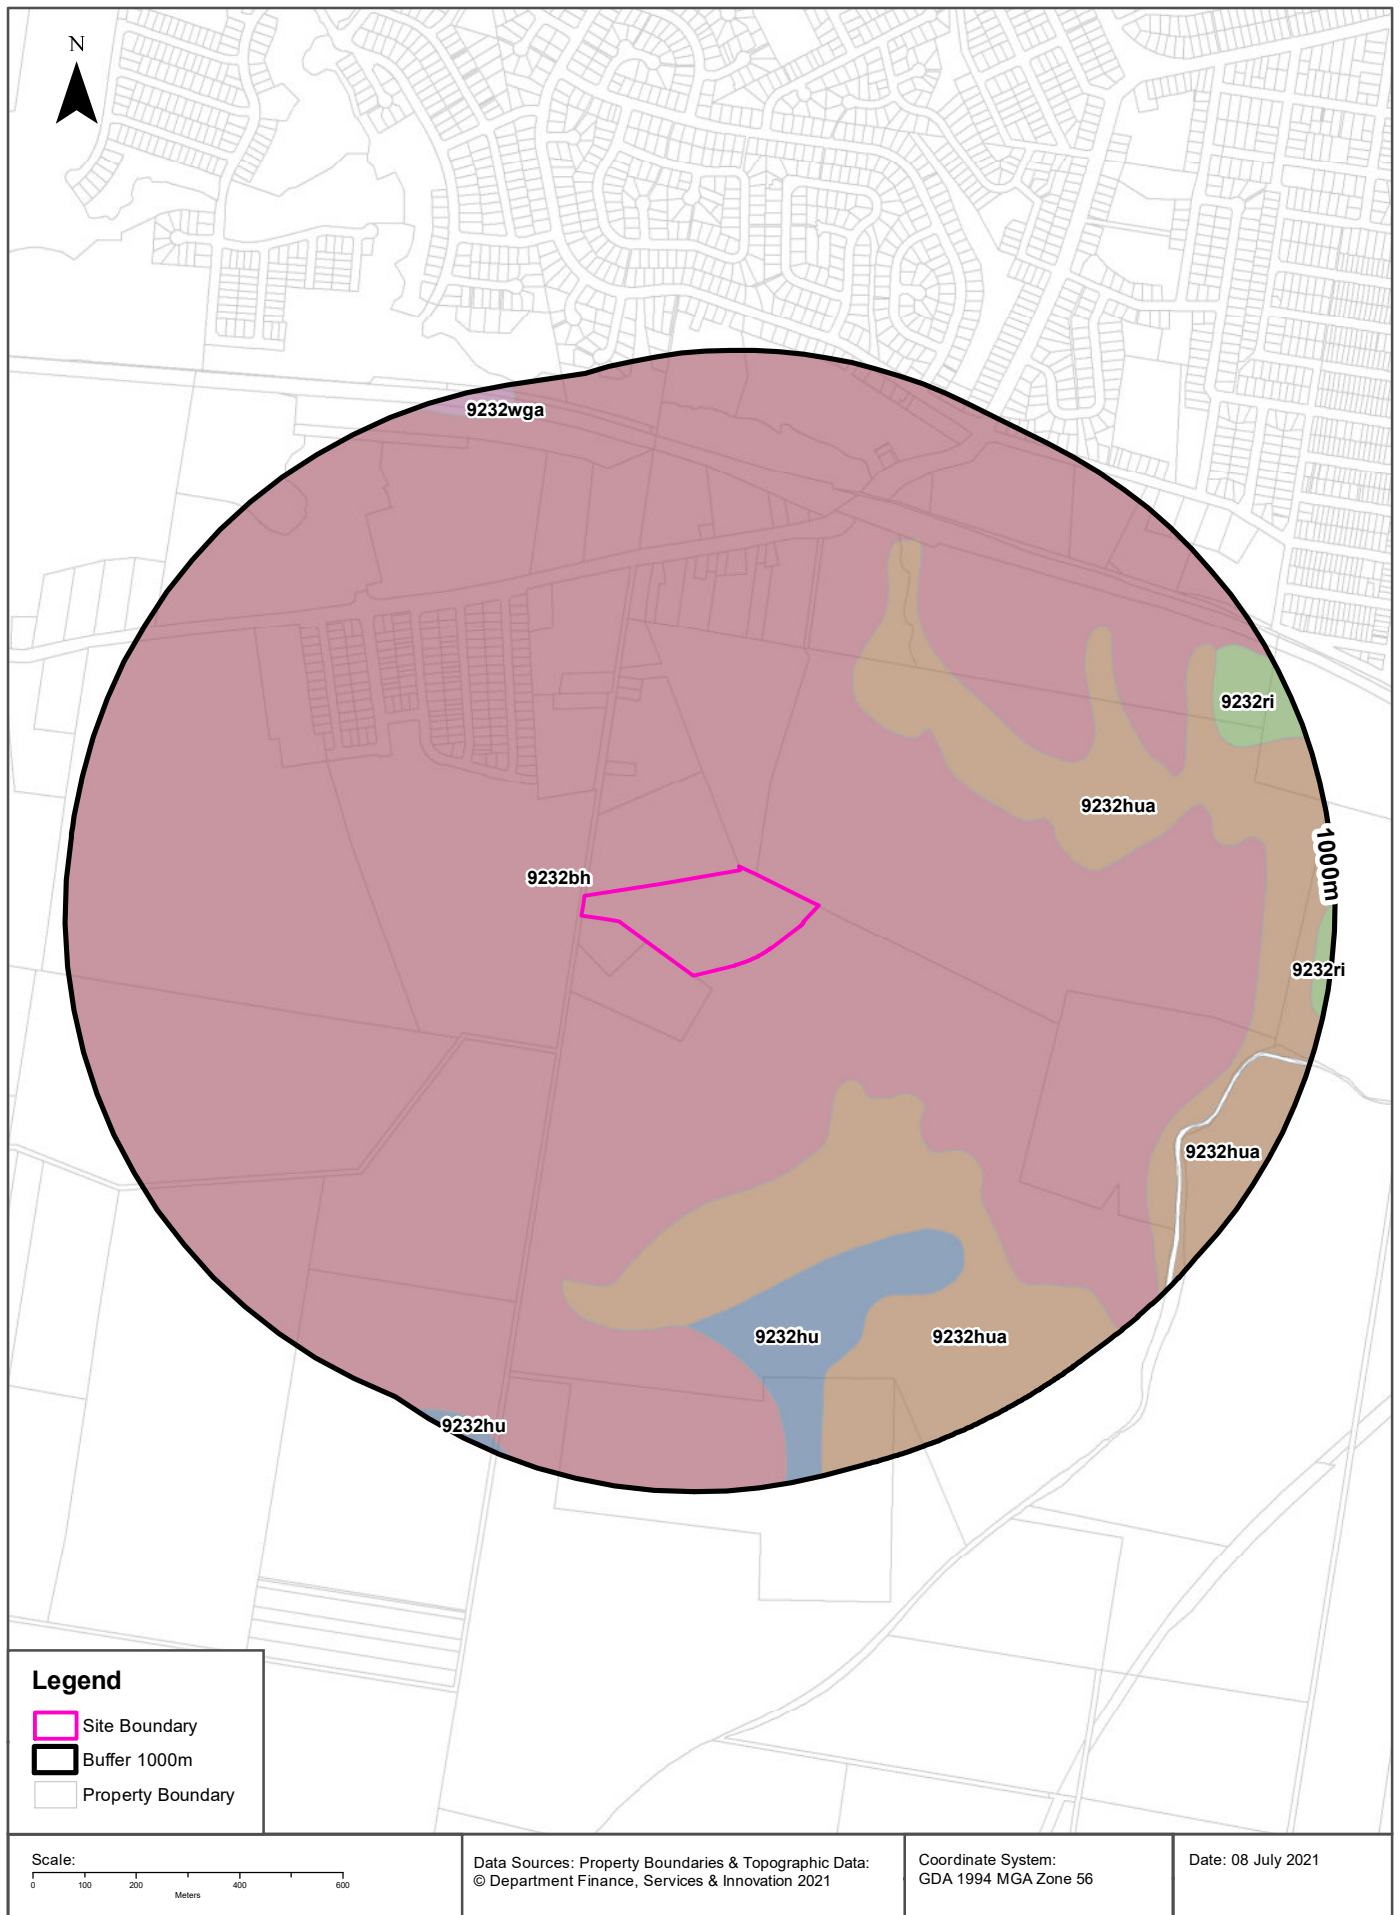 N
9232wga
9232ri
9232hua
1000m
9232bh
9232ri
9232hua
9232hu
9232hua
9232hu
Legend
Site Boundary
Buffer 1000m
Property Boundary
Scale:
0 100 200 400 600
Meters
Data Sources: Property Boundaries & Topographic Data:
© Department Finance, Services & Innovation 2021
Coordinate System:
GDA 1994 MGA Zone 56
Date: 08 July 2021